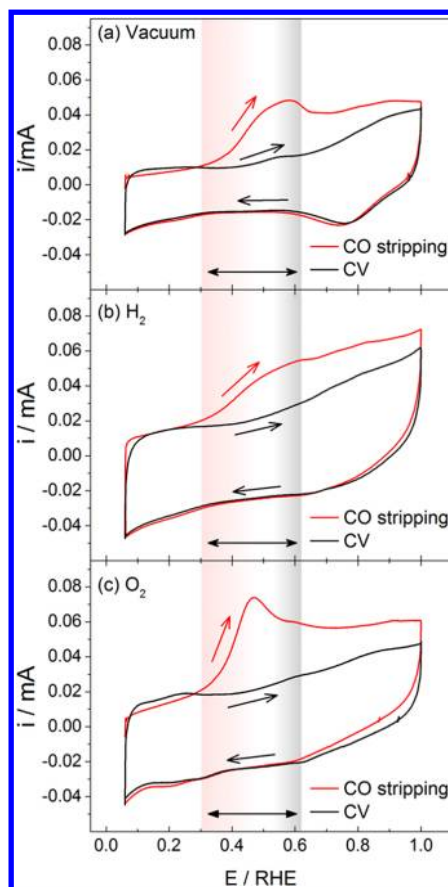 (a) Vacuum
0.08
0.06
0.04
0.02
0.00
-0.02
-0.04
i/mA
CO stripping
CV
(b) H2
0.08
0.06
0.04
0.02
0.00
-0.02
-0.04
i / mA
CO stripping
CV
(c) O2
0.08
0.06
0.04
0.02
0.00
-0.02
-0.04
i / mA
CO stripping
CV
0.0 0.2 0.4 0.6 0.8 1.0
E / RHE